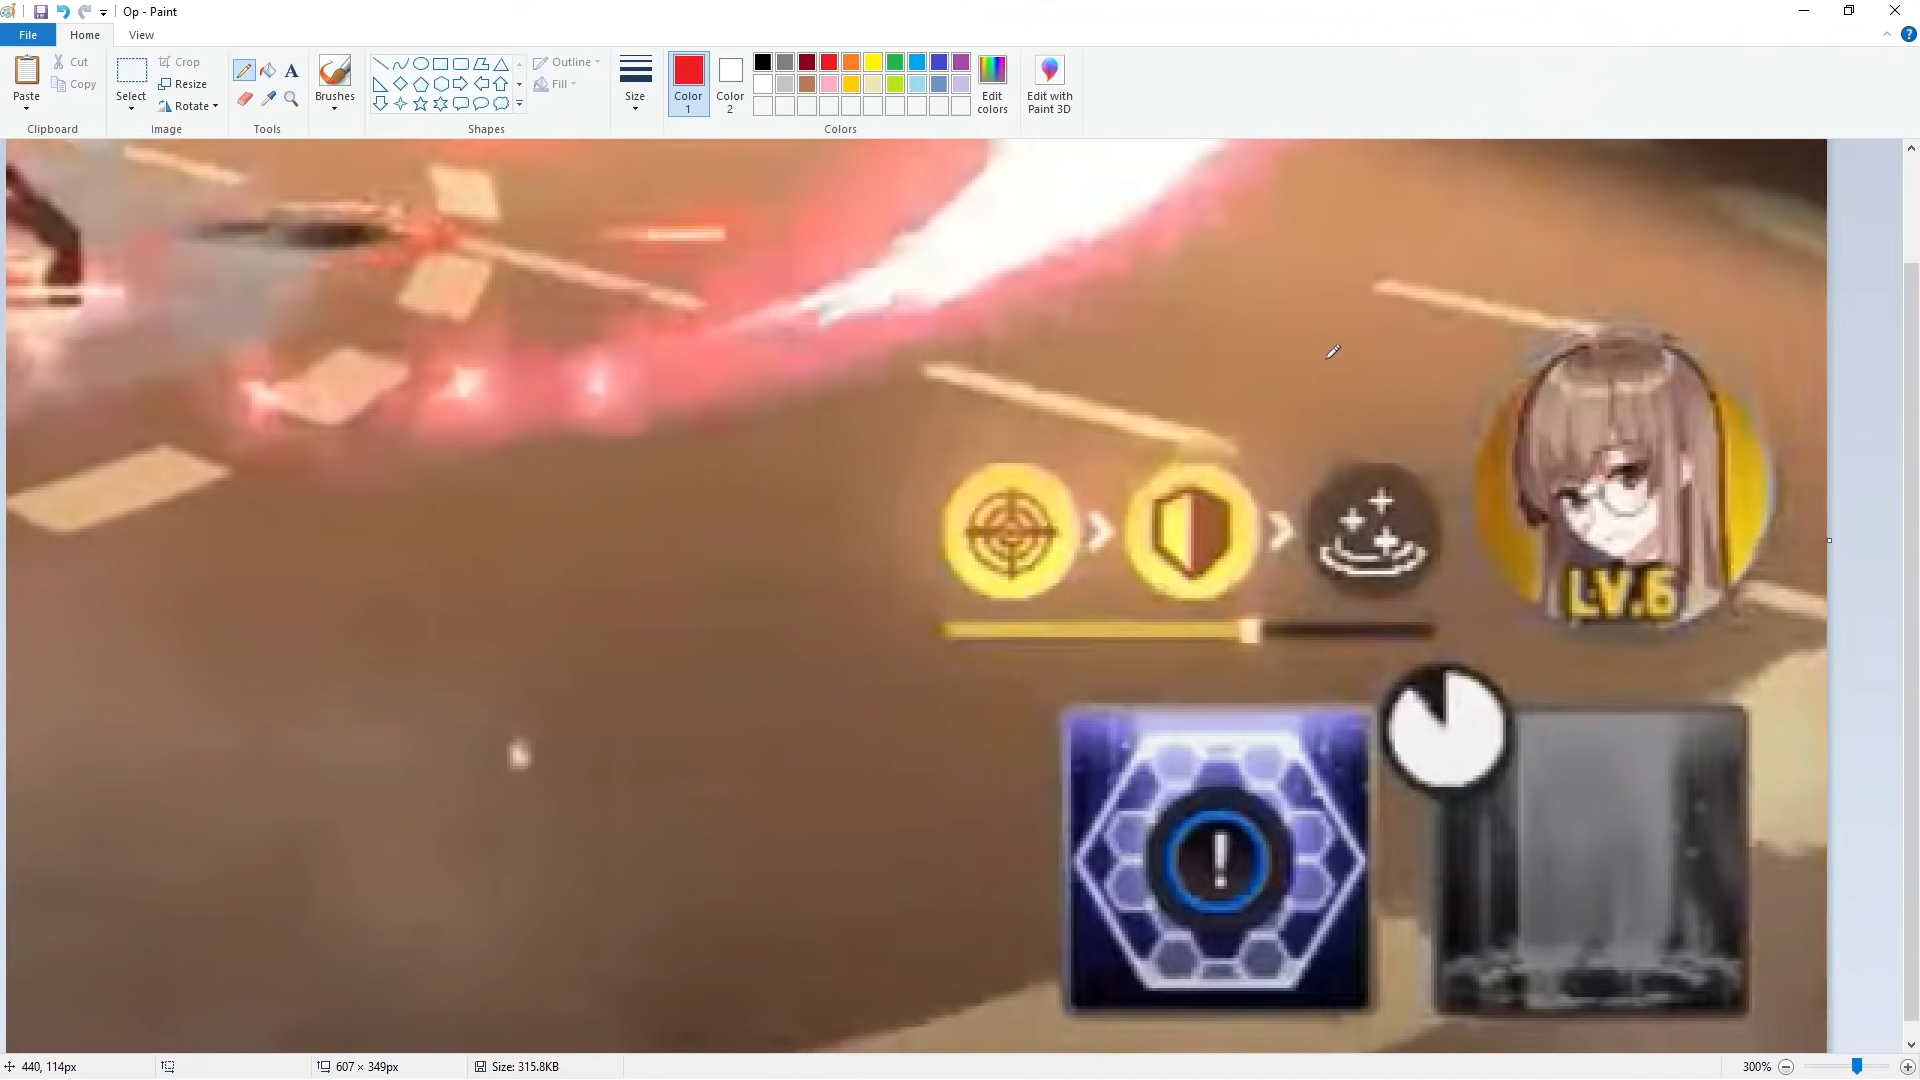 Op - Paint
File
Home
View
Paste
Cut
Copy
Clipboard
Select
Crop
Resize
Rotate
Image
A
Tools
Brushes
Shapes
Outline
Fill
Size
Color
1
Color
2
Colors
Edit
colors
Edit with
Paint 3D
?
LV.6
!
440, 114px
607 × 349px
Size: 315.8KB
300%